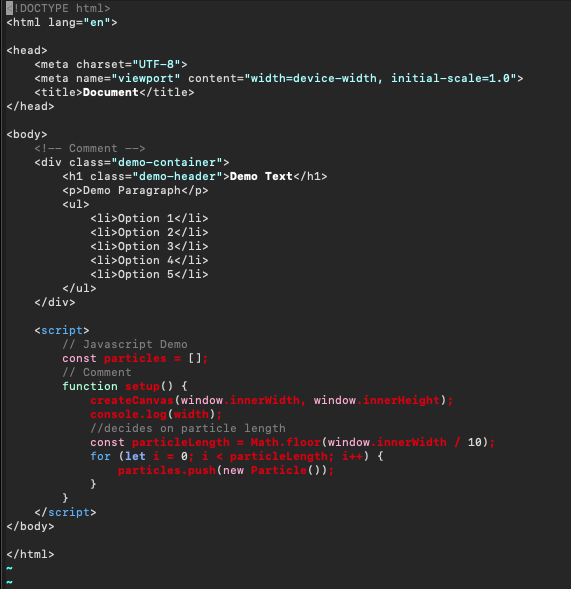 <!DOCTYPE html>
<html lang="en">
<head>
<meta charset="UTF-8">
<meta name="viewport" content="width=device-width, initial-scale=1.0">
<title>Document</title>
</head>
<body>
<!-- Comment -->
<div class="demo-container">
<h1 class="demo-header">Demo Text</h1>
<p>Demo Paragraph</p>
<ul>
<li>Option 1</li>
<li>Option 2</li>
<li>Option 3</li>
<li>Option 4</li>
<li>Option 5</li>
</ul>
</div>
<script>
// Javascript Demo
const particles = [];
// Comment
function setup() {
createCanvas(window.innerWidth, window.innerHeight);
console.log(width);
//decides on particle length
const particleLength = Math.floor(window.innerWidth / 10);
for (let i = 0; i < particleLength; i++) {
particles.push(new Particle());
}
}
</script>
</body>
</html>
~
~